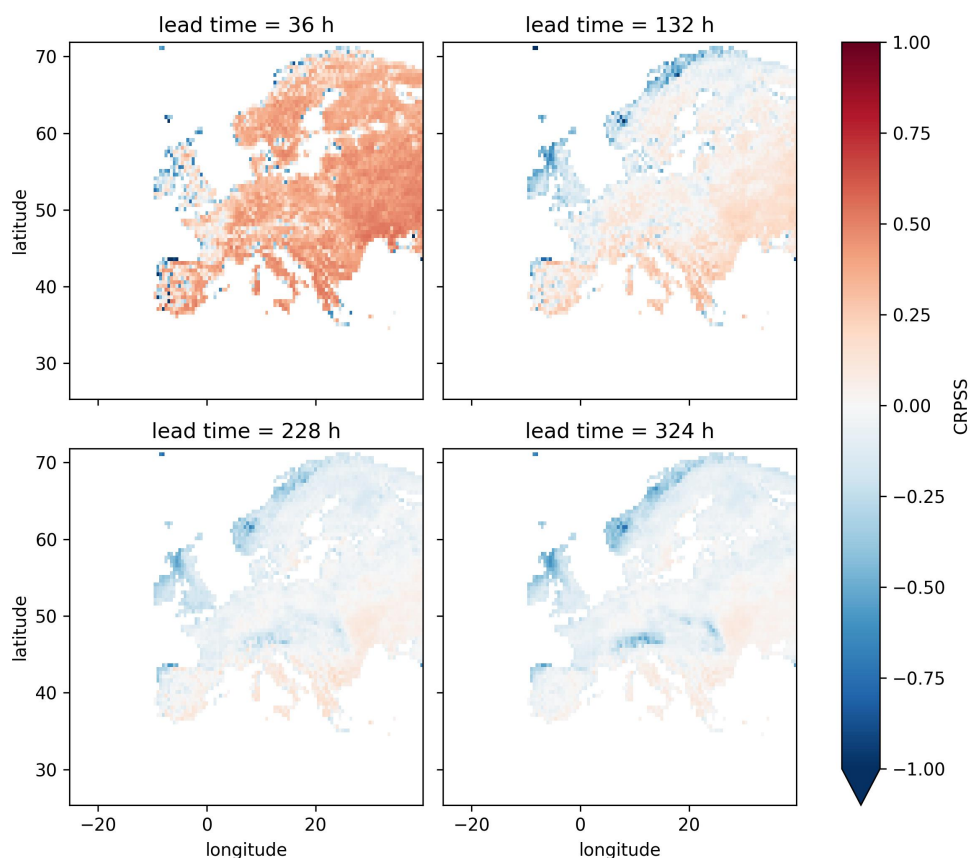 lead time = 36 h
lead time = 132 h
70
60
50
40
30
latitude
1.00
0.75
0.50
0.25
0.00
−0.25
−0.50
−0.75
−1.00
CRPSS
lead time = 228 h
lead time = 324 h
70
60
50
40
30
latitude
−20
0
20
longitude
−20
0
20
longitude